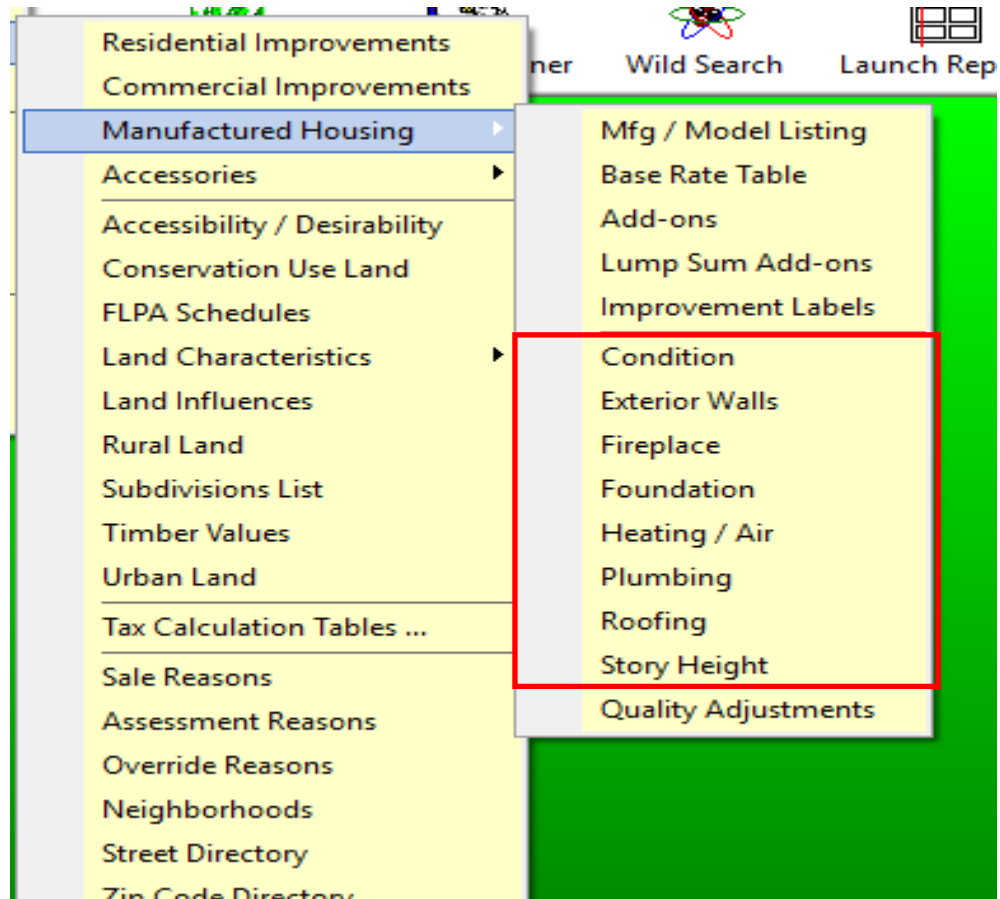 ner
Wild Search
Launch Rep
Residential Improvements
Commercial Improvements
Manufactured Housing
Accessories
Accessibility / Desirability
Conservation Use Land
FLPA Schedules
Land Characteristics
Land Influences
Rural Land
Subdivisions List
Timber Values
Urban Land
Tax Calculation Tables ...
Sale Reasons
Assessment Reasons
Override Reasons
Neighborhoods
Street Directory
Zip Code Directory
Mfg / Model Listing
Base Rate Table
Add-ons
Lump Sum Add-ons
Improvement Labels
Condition
Exterior Walls
Fireplace
Foundation
Heating / Air
Plumbing
Roofing
Story Height
Quality Adjustments